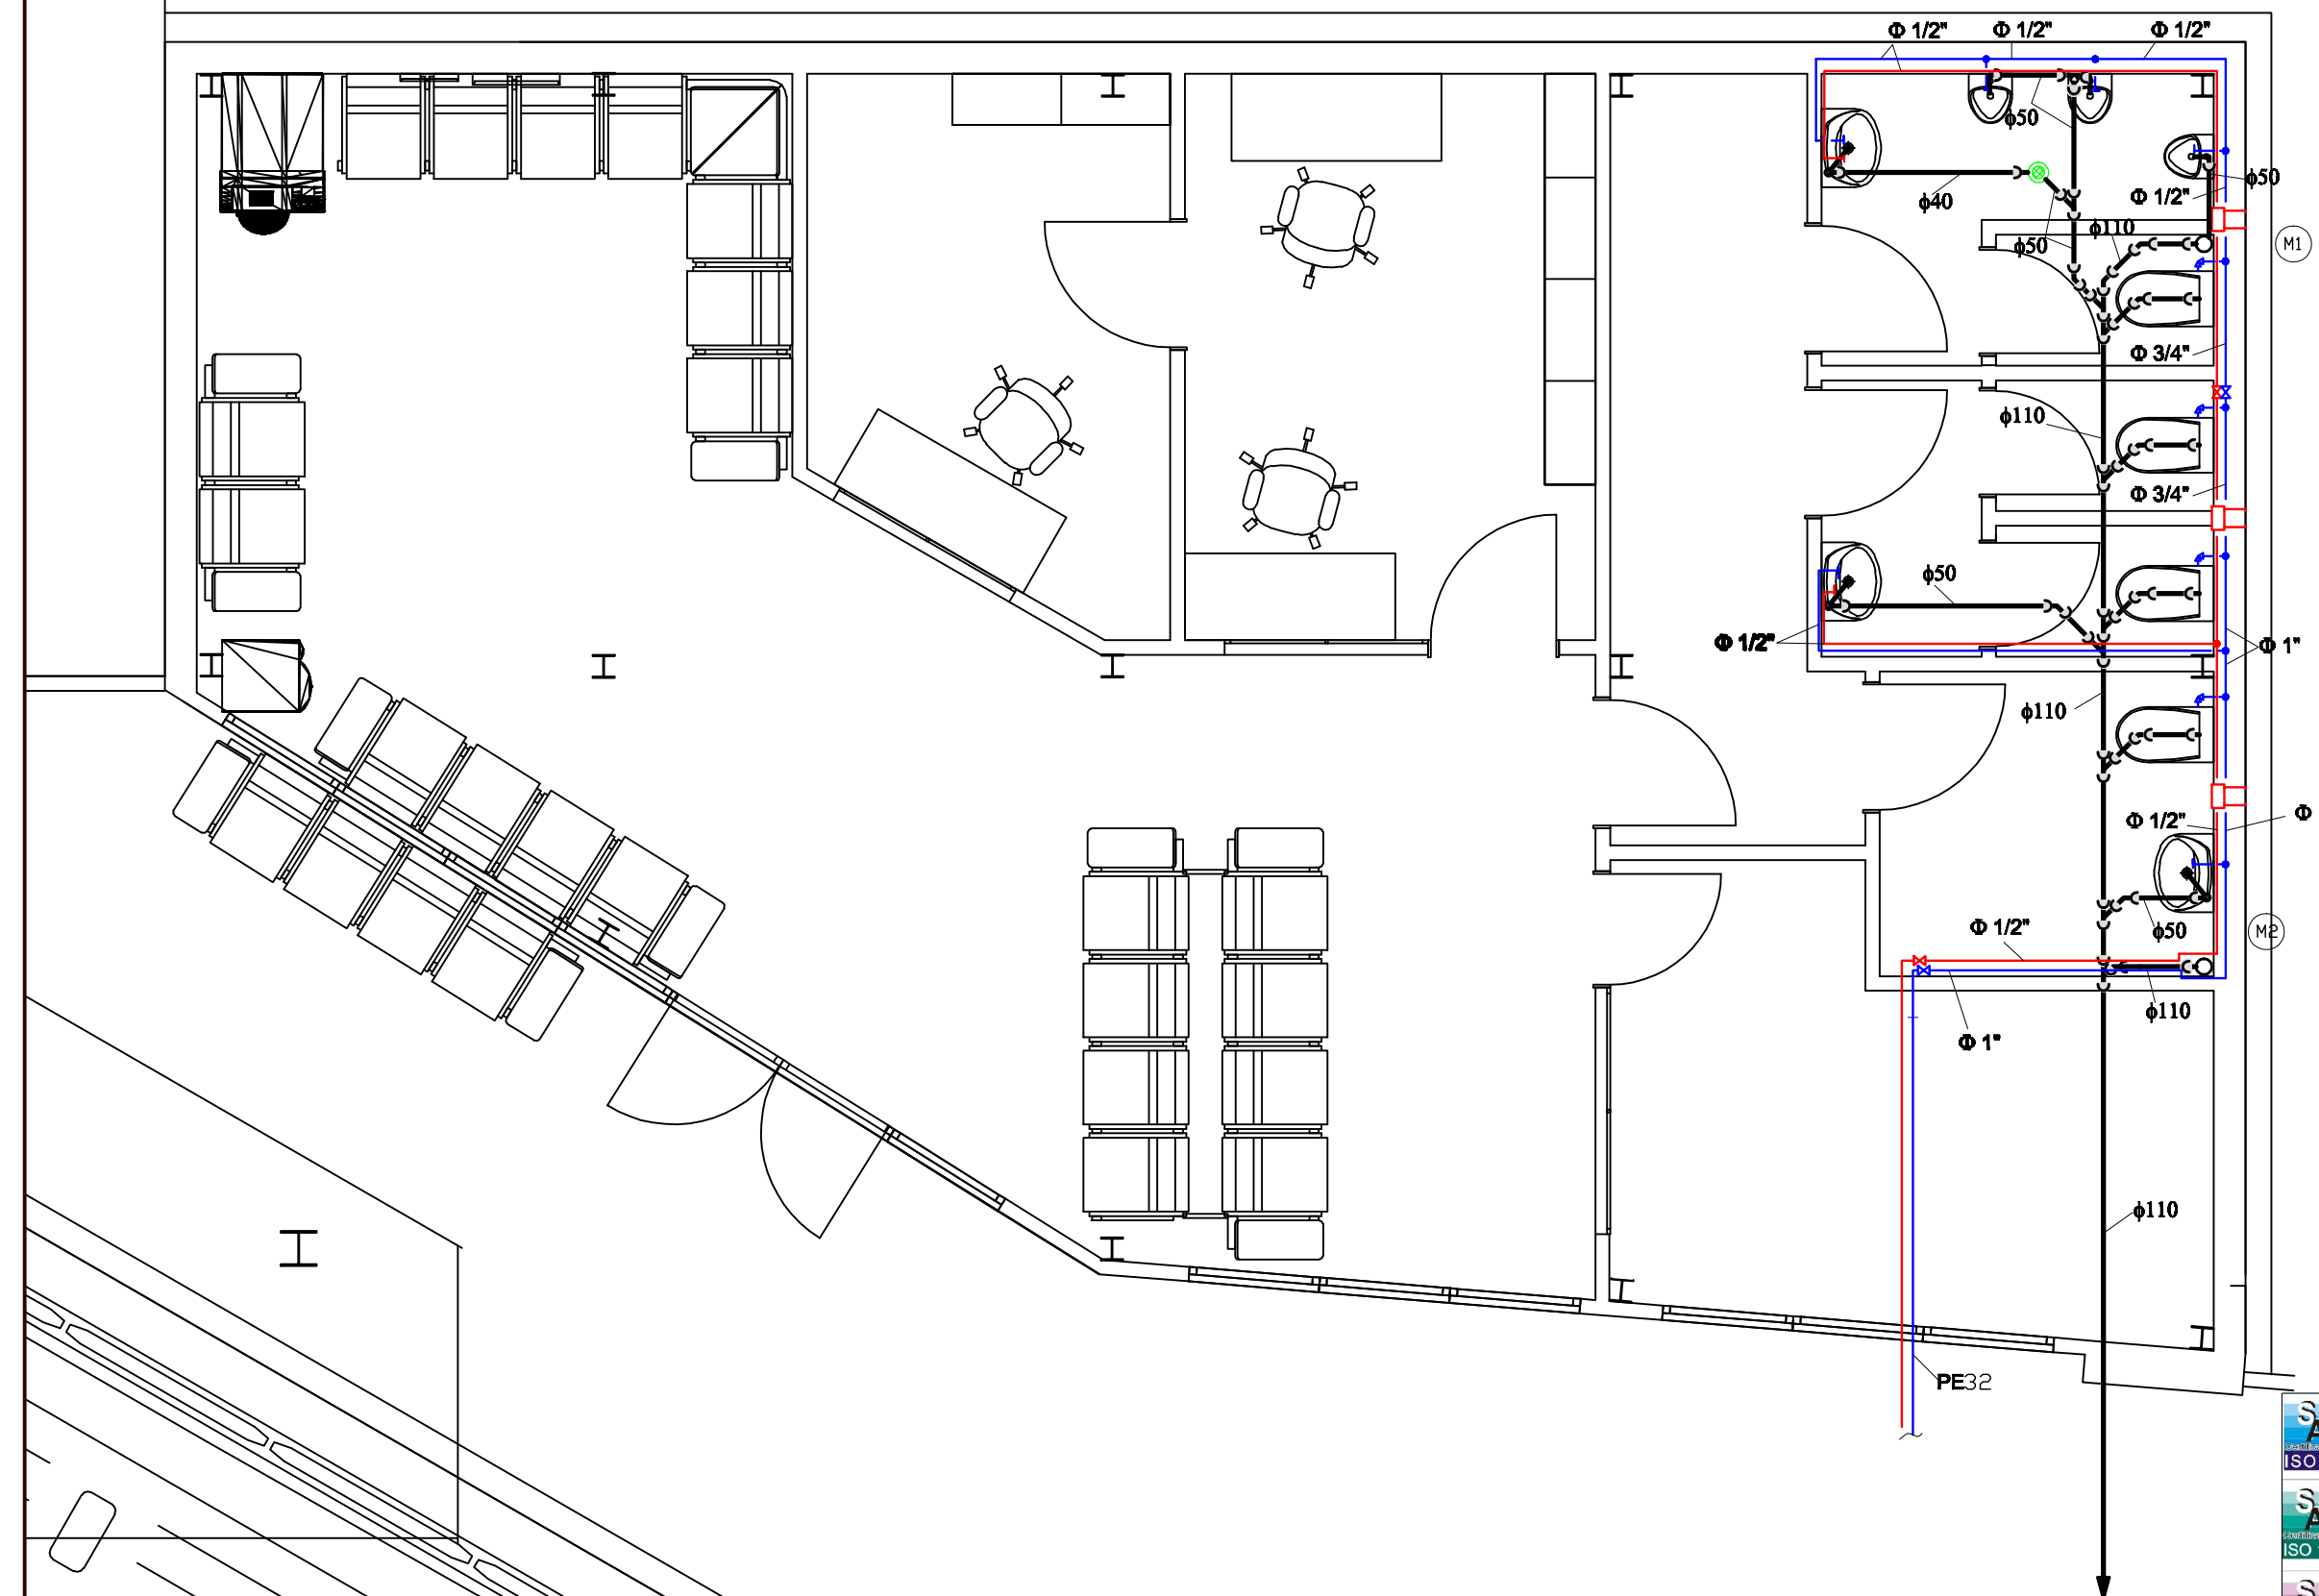 Φ 1/2"
Φ 1/2"
Φ 1/2"
ϕ50
ϕ50
ϕ40
Φ 1/2"
ϕ110
ϕ50
M1
Φ 3/4"
ϕ110
Φ 3/4"
ϕ50
Φ 1/2"
Φ 1"
ϕ110
Φ
Φ 1/2"
Φ 1/2"
ϕ50
M2
ϕ110
Φ 1"
ϕ110
PE32
S
ISO
S
ISO
S